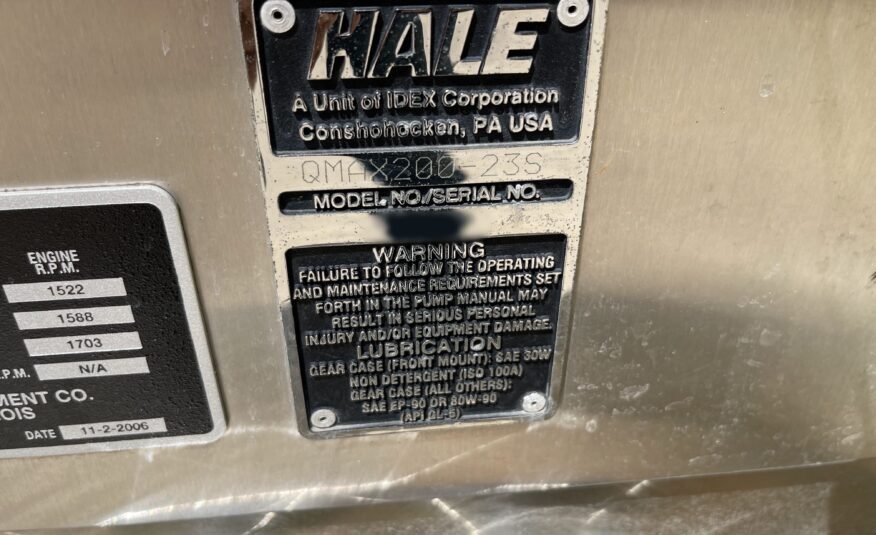 HALE
A Unit of IDEX Corporation
Conshohocken, PA USA
QMAX200-23S
MODEL NO./SERIAL NO.
WARNING
FAILURE TO FOLLOW THE OPERATING
AND MAINTENANCE REQUIREMENTS SET
FORTH IN THE PUMP MANUAL MAY
RESULT IN SERIOUS PERSONAL
INJURY AND/OR EQUIPMENT DAMAGE.
LUBRICATION
GEAR CASE (FRONT MOUNT): SAE 30W
NON DETERGENT (ISO 100A)
GEAR CASE (ALL OTHERS):
SAE EP-90 OR 80W-90
(API GL-5)
ENGINE
R.P.M.
1522
1588
1703
P.M. N/A
MENT CO.
OIS
DATE 11-2-2006